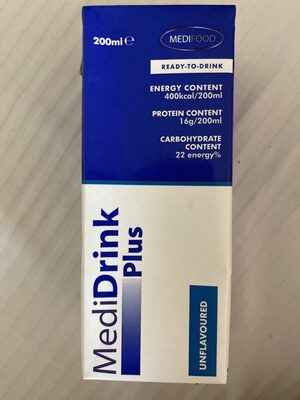 200ml e
MEDIFOOD
READY-TO-DRINK
ENERGY CONTENT
400kcal/200ml
PROTEIN CONTENT
16g/200ml
CARBOHYDRATE
CONTENT
22 energy%
MediDrink
Plus
UNFLAVOURED